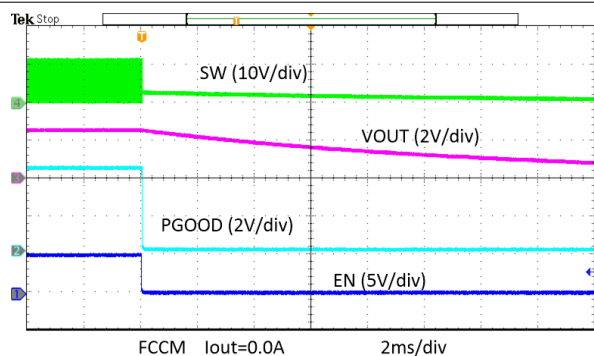 Tek Stop
T
T
SW (10V/div)
4
VOUT (2V/div)
3
PGOOD (2V/div)
2
EN (5V/div)
1
FCCM Iout=0.0A 2ms/div